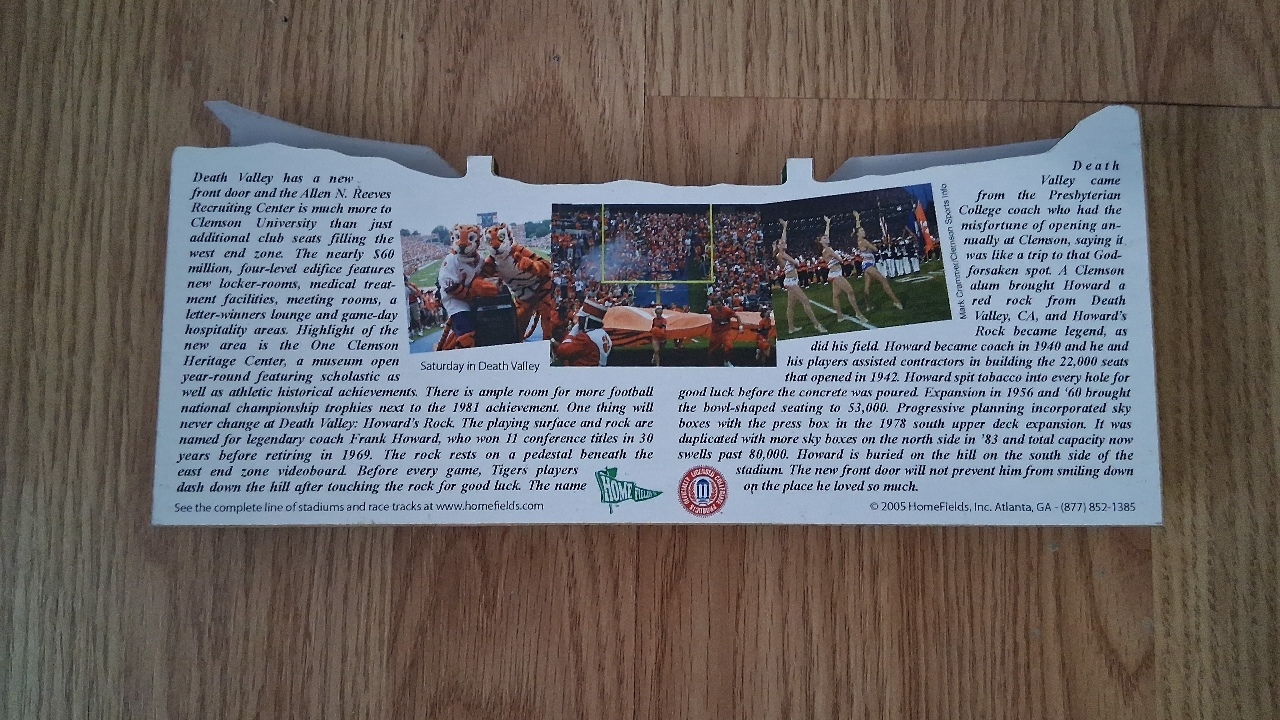 Death Valley has a new
front door and the Allen N. Reeves
Recruiting Center is much more to
Clemson University than just
additional club seats filling the
west end zone. The nearly $60
million, four-level edifice features
new locker-rooms, medical treat-
ment facilities, meeting rooms, a
letter-winners lounge and game-day
hospitality areas. Highlight of the
new area is the One Clemson
Heritage Center, a museum open
year-round featuring scholastic as
well as athletic historical achievements. There is ample room for more football
national championship trophies next to the 1981 achievement. One thing will
never change at Death Valley: Howard's Rock. The playing surface and rock are
named for legendary coach Frank Howard, who won 11 conference titles in 30
years before retiring in 1969. The rock rests on a pedestal beneath the
east end zone videoboard. Before every game, Tigers players
dash down the hill after touching the rock for good luck. The name
Saturday in Death Valley
Mark Crammer/Clemson Sports Info
Death
Valley came
from the Presbyterian
College coach who had the
misfortune of opening an-
nually at Clemson, saying it
was like a trip to that God-
forsaken spot. A Clemson
alum brought Howard a
red rock from Death
Valley, CA, and Howard's
Rock became legend, as
did his field. Howard became coach in 1940 and he and
his players assisted contractors in building the 22,000 seats
that opened in 1942. Howard spit tobacco into every hole for
good luck before the concrete was poured. Expansion in 1956 and '60 brought
the bowl-shaped seating to 53,000. Progressive planning incorporated sky
boxes with the press box in the 1978 south upper deck expansion. It was
duplicated with more sky boxes on the north side in '83 and total capacity now
swells past 80,000. Howard is buried on the hill on the south side of the
stadium. The new front door will not prevent him from smiling down
on the place he loved so much.
HOME FIELDS
OFFICIALLY LICENSED COLLEGIATE PRODUCTS
See the complete line of stadiums and race tracks at www.homefields.com
© 2005 HomeFields, Inc. Atlanta, GA - (877) 852-1385